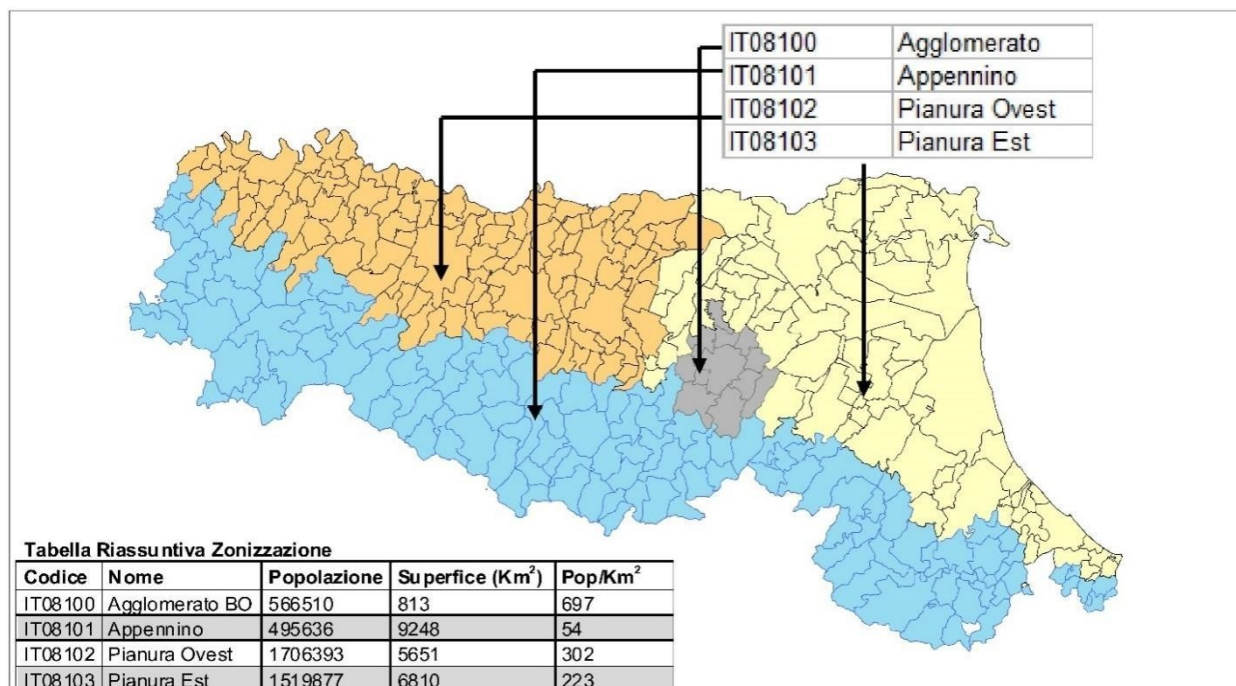 IT08100 Agglomerato
IT08101 Appennino
IT08102 Pianura Ovest
IT08103 Pianura Est
Tabella Riassuntiva Zonizzazione
Codice Nome Popolazione Superfice (Km²) Pop/Km²
IT08100 Agglomerato BO 566510 813 697
IT08101 Appennino 495636 9248 54
IT08102 Pianura Ovest 1706393 5651 302
IT08103 Pianura Est 1519877 6810 223